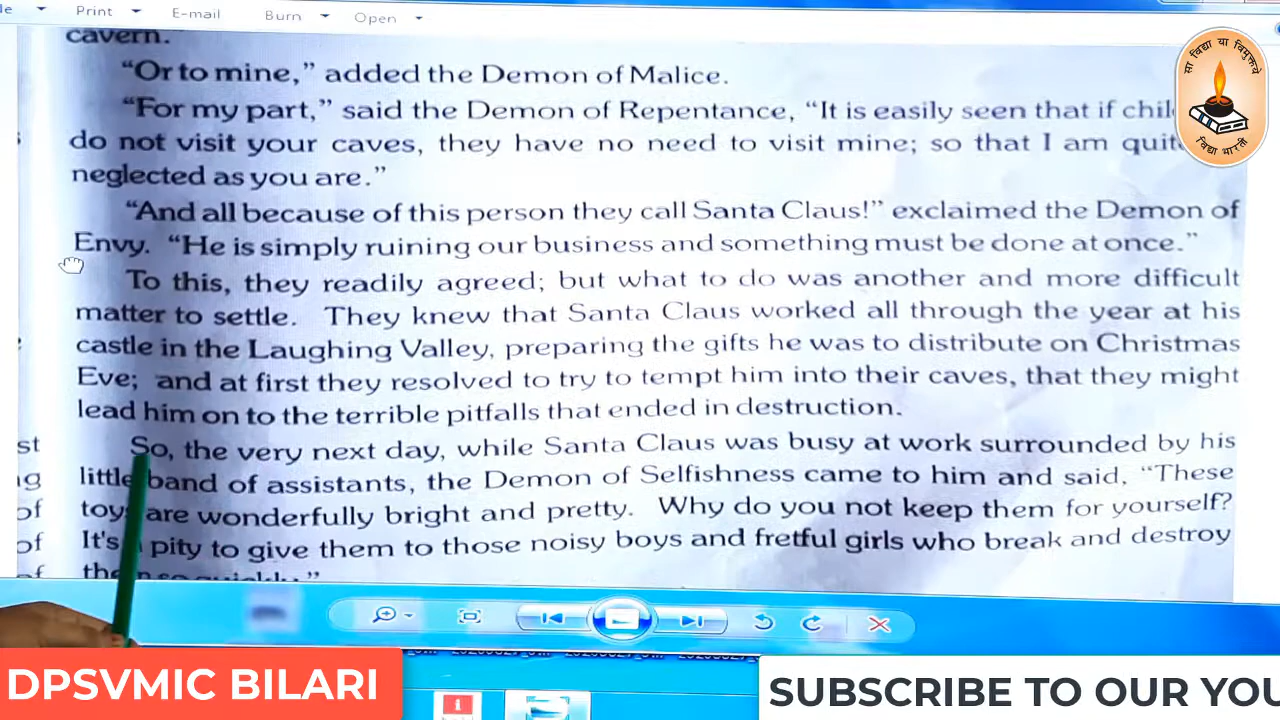 Print E-mail Burn Open
cavern."
"Or to mine," added the Demon of Malice.
"For my part," said the Demon of Repentance, "It is easily seen that if chil
do not visit your caves, they have no need to visit mine; so that I am quit
neglected as you are."
"And all because of this person they call Santa Claus!" exclaimed the Demon of
Envy. "He is simply ruining our business and something must be done at once."
To this, they readily agreed; but what to do was another and more difficult
matter to settle. They knew that Santa Claus worked all through the year at his
castle in the Laughing Valley, preparing the gifts he was to distribute on Christmas
Eve; and at first they resolved to try to tempt him into their caves, that they might
lead him on to the terrible pitfalls that ended in destruction.
So, the very next day, while Santa Claus was busy at work surrounded by his
little band of assistants, the Demon of Selfishness came to him and said, "These
toys are wonderfully bright and pretty. Why do you not keep them for yourself?
It's pity to give them to those noisy boys and fretful girls who break and destroy
सा विद्या या विमुक्तये
विद्या भारती
DPSVMIC BILARI
SUBSCRIBE TO OUR YOU